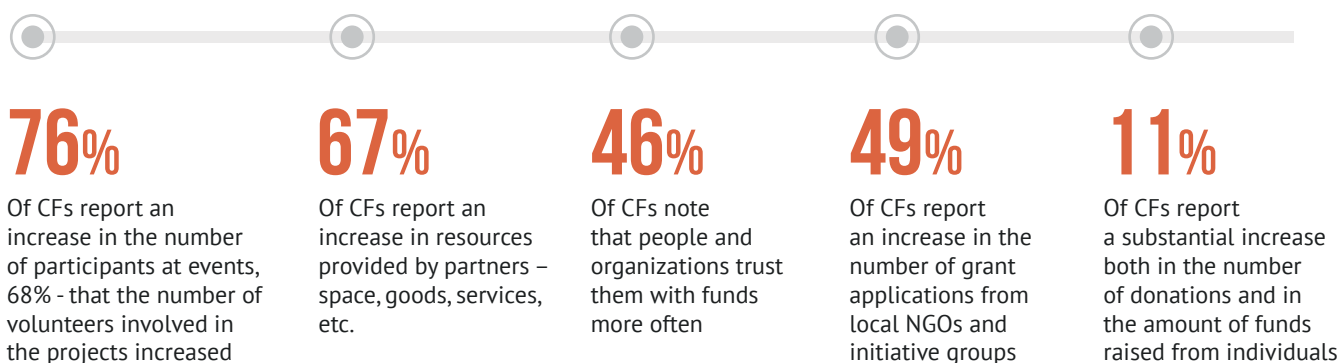 76%
Of CFs report an
increase in the number
of participants at events,
68% - that the number of
volunteers involved in
the projects increased
67%
Of CFs report an
increase in resources
provided by partners –
space, goods, services,
etc.
46%
Of CFs note
that people and
organizations trust
them with funds
more often
49%
Of CFs report
an increase in the
number of grant
applications from
local NGOs and
initiative groups
11%
Of CFs report
a substantial increase
both in the number
of donations and in
the amount of funds
raised from individuals